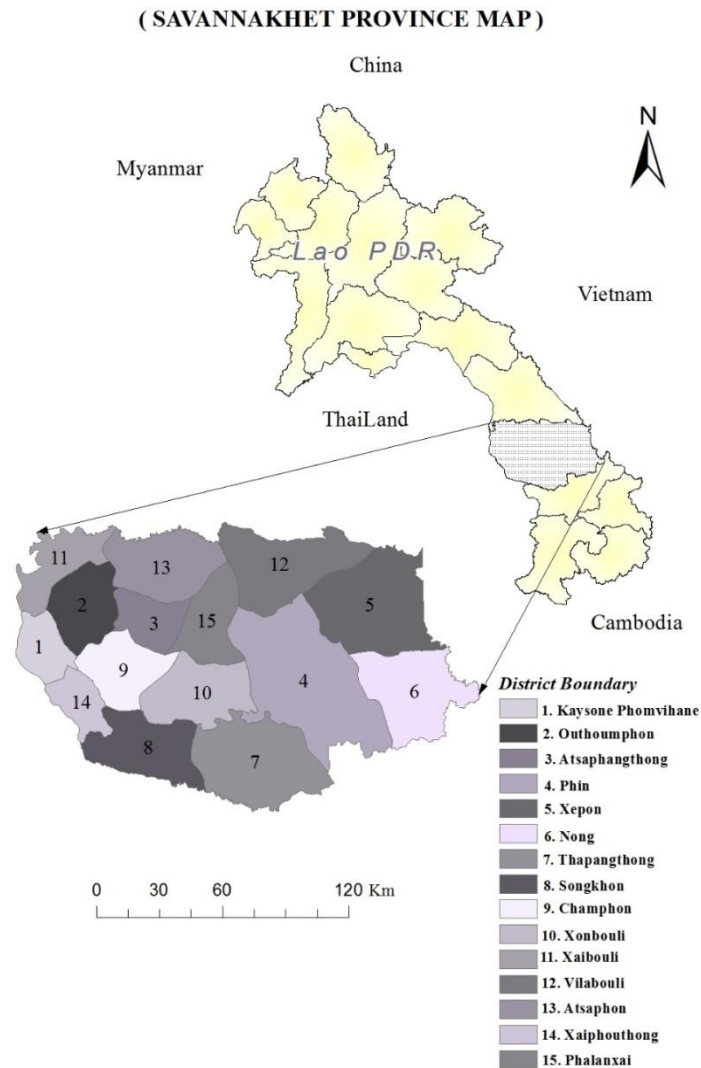 ( SAVANNAKHET PROVINCE MAP )
China
N
Myanmar
Lao PDR
Vietnam
ThaiLand
Cambodia
11
13
12
2
3
15
5
1
9
10
4
6
14
8
7
0 30 60 120 Km
District Boundary
1. Kaysone Phomvihane
2. Outhoumphon
3. Atsaphangthong
4. Phin
5. Xepon
6. Nong
7. Thapangthong
8. Songkhon
9. Champhon
10. Xonbouli
11. Xaibouli
12. Vilabouli
13. Atsaphon
14. Xaiphouthong
15. Phalanxai